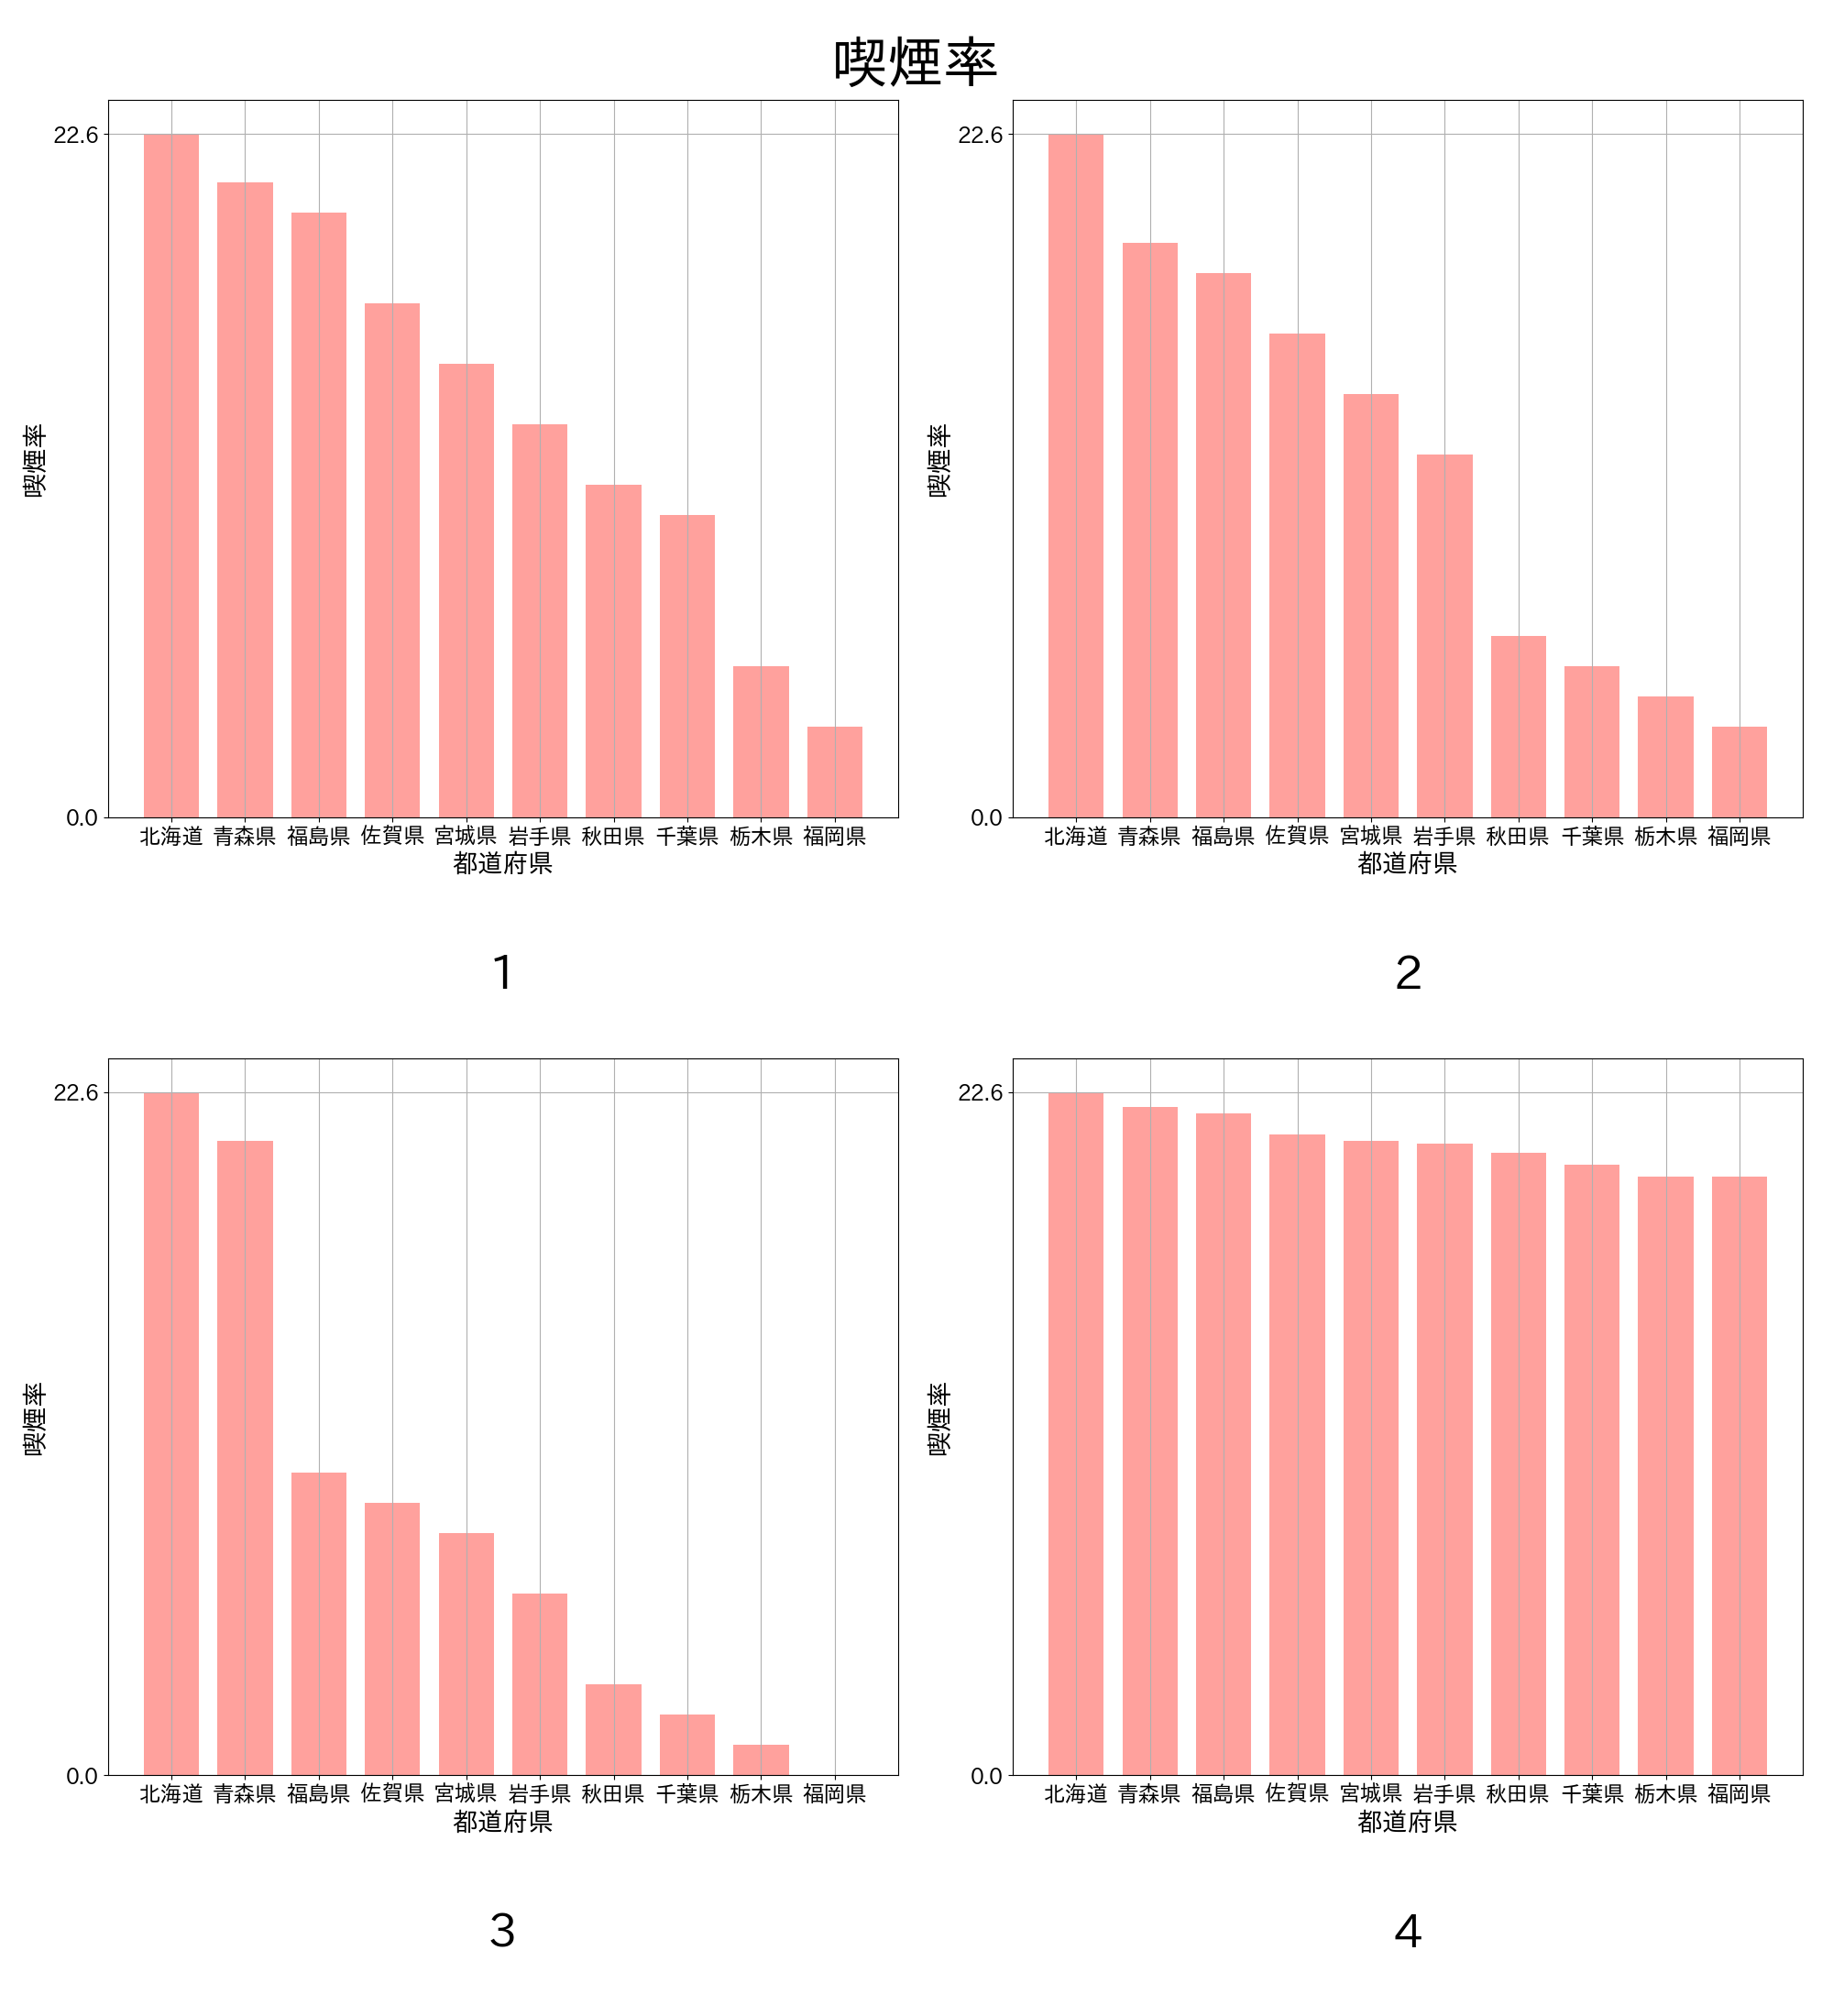 喫煙率
22.6
0.0
喫煙率
北海道 青森県 福島県 佐賀県 宮城県 岩手県 秋田県 千葉県 栃木県 福岡県
都道府県
1
22.6
0.0
喫煙率
北海道 青森県 福島県 佐賀県 宮城県 岩手県 秋田県 千葉県 栃木県 福岡県
都道府県
2
22.6
0.0
喫煙率
北海道 青森県 福島県 佐賀県 宮城県 岩手県 秋田県 千葉県 栃木県 福岡県
都道府県
3
22.6
0.0
喫煙率
北海道 青森県 福島県 佐賀県 宮城県 岩手県 秋田県 千葉県 栃木県 福岡県
都道府県
4